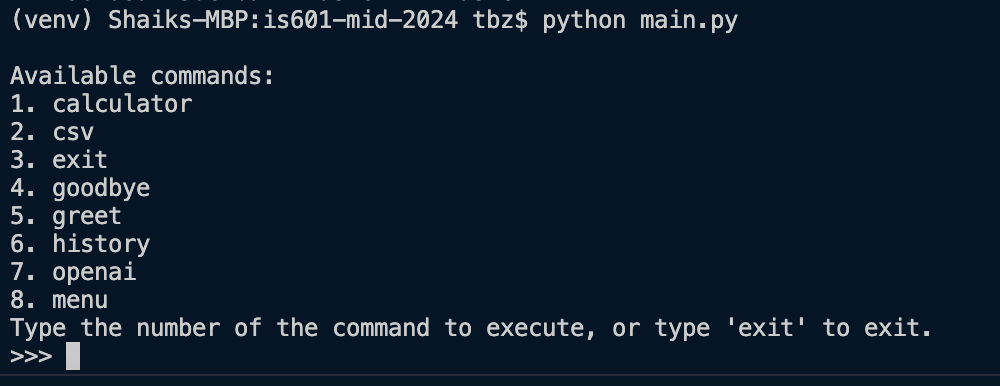 (venv) Shaiks-MBP:is601-mid-2024 tbz$ python main.py
Available commands:
1. calculator
2. csv
3. exit
4. goodbye
5. greet
6. history
7. openai
8. menu
Type the number of the command to execute, or type 'exit' to exit.
>>>